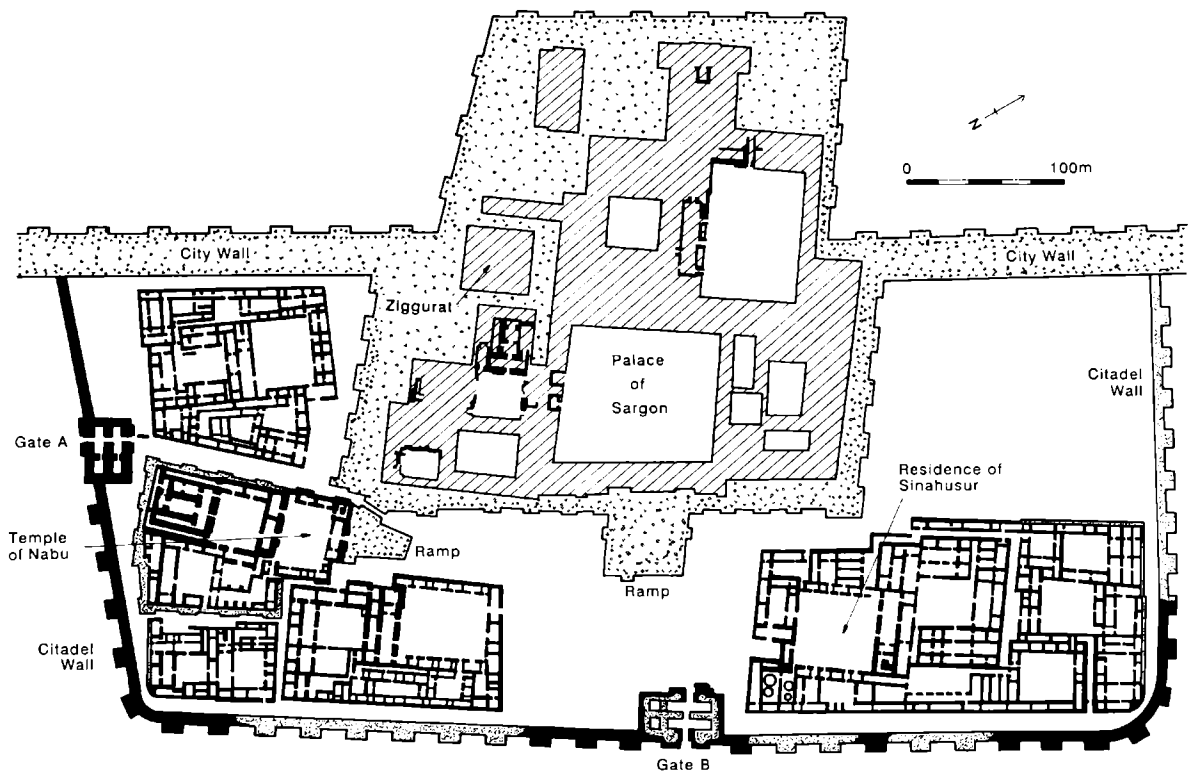 N
0 100m
City Wall
City Wall
Ziggurat
Palace
of
Sargon
Citadel
Wall
Gate A
Residence of
Sinahusur
Temple
of Nabu
Ramp
Ramp
Citadel
Wall
Gate B